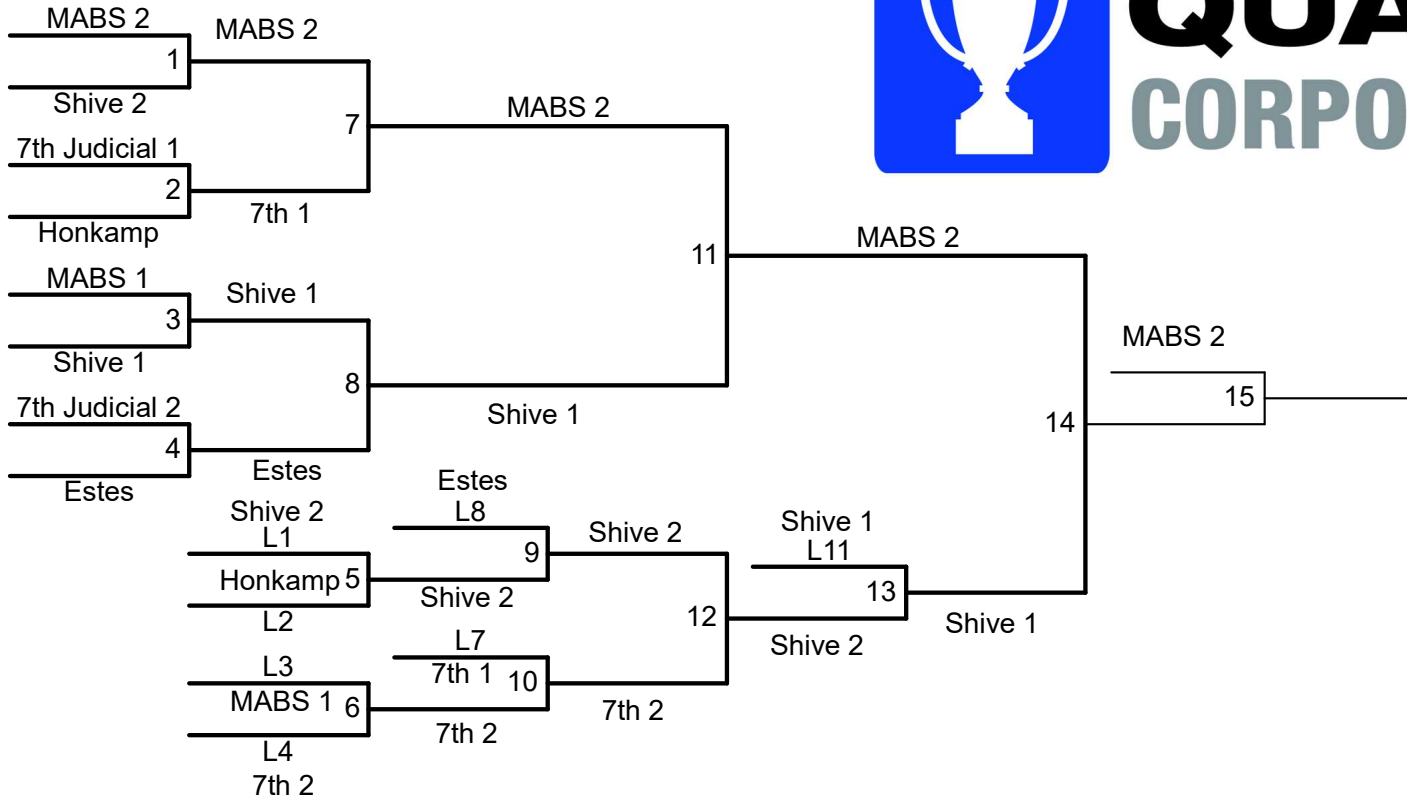 MABS 2
MABS 2
1
Shive 2
7th Judicial 1
2
Honkamp
7th 1
7
MABS 2
MABS 1
3
Shive 1
Shive 1
7th Judicial 2
4
Estes
Estes
8
Shive 1
11
MABS 2
Shive 2
L1
Honkamp 5
L2
L3
MABS 1 6
L4
7th 2
Estes
L8
9
Shive 2
L7
7th 1 10
7th 2
Shive 2
12
7th 2
Shive 1
L11
13
Shive 2
Shive 1
14
MABS 2
15
QUA
CORPO